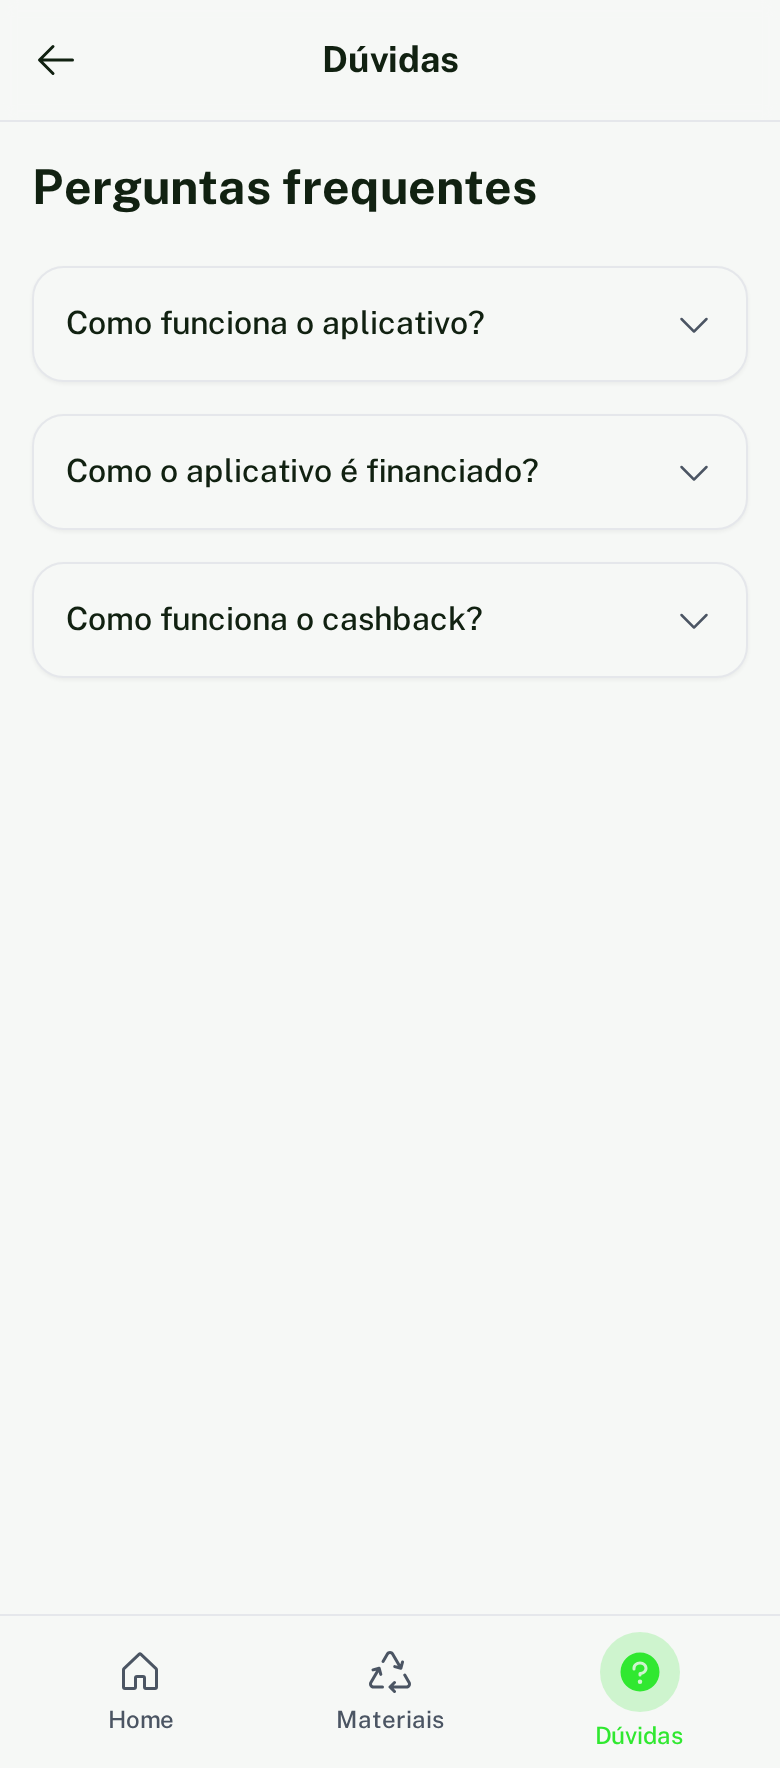 Dúvidas
Perguntas frequentes
Como funciona o aplicativo?
Como o aplicativo é financiado?
Como funciona o cashback?
Home
Materiais
Dúvidas